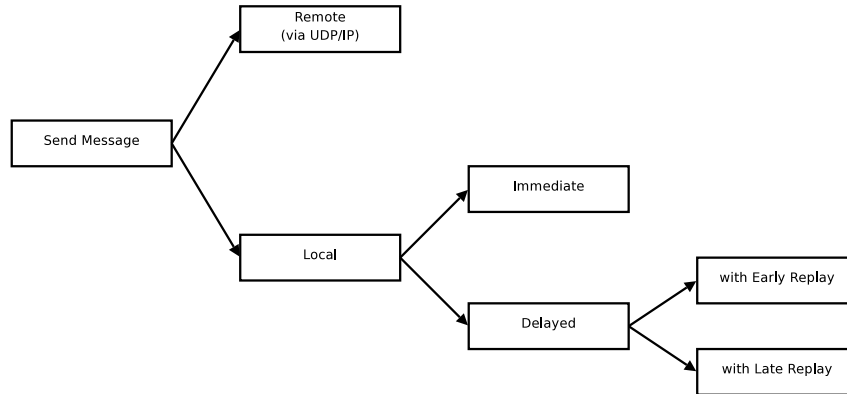 Remote
(via UDP/IP)
Send Message
Immediate
Local
with Early Replay
Delayed
with Late Replay